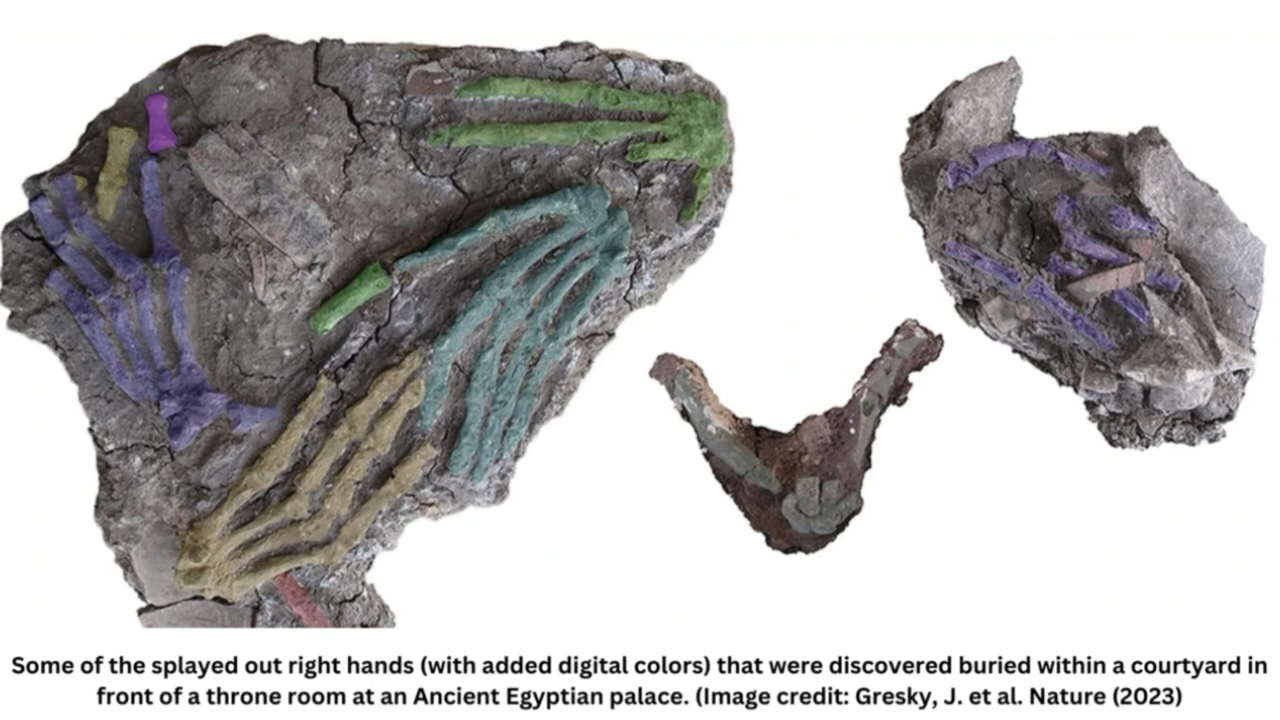 Some of the splayed out right hands (with added digital colors) that were discovered buried within a courtyard in
front of a throne room at an Ancient Egyptian palace. (Image credit: Gresky, J. et al. Nature (2023)